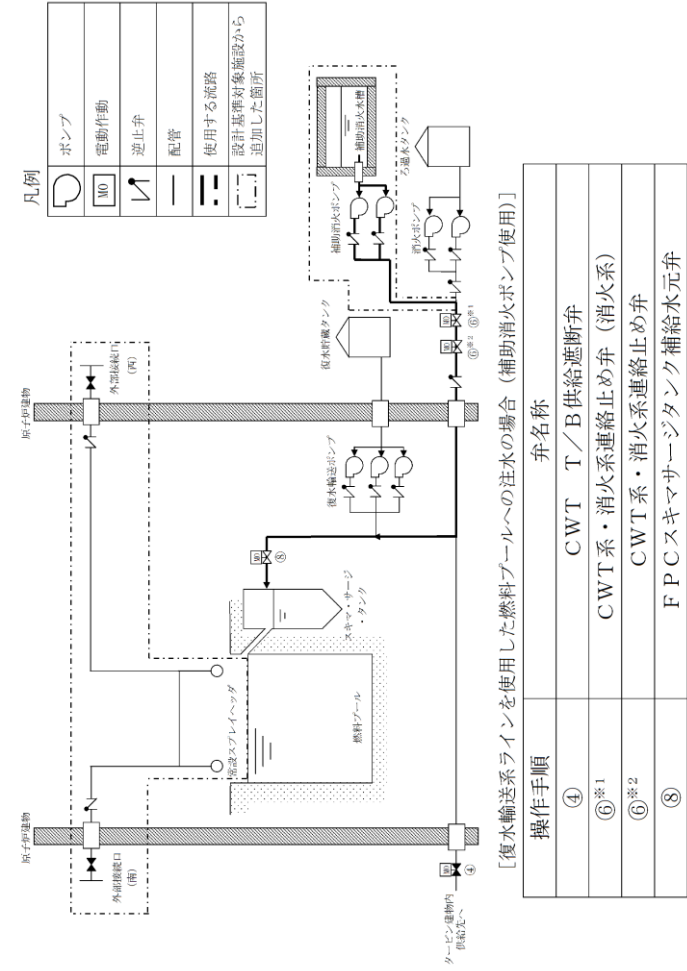 凡例
ポンプ
MO 電動作動
逆止弁
配管
使用する流路
設計基準対象施設から
追加した箇所
原子炉建物
原子炉建物
外部接続口
(南)
外部接続口
(西)
常設スプレイヘッダ
燃料プール
スキマ・サージ
・タンク
MO
⑧
復水輸送ポンプ
復水貯蔵タンク
補助消火ポンプ
補助消火水槽
消火ポンプ
ろ過水タンク
MO
⑥※2
MO
⑥※1
MO
④
タービン建物内
供給先へ
[復水輸送系ラインを使用した燃料プールへの注水の場合(補助消火ポンプ使用)]
操作手順 弁名称
④ CWT T/B供給遮断弁
⑥※1 CWT系・消火系連絡止め弁(消火系)
⑥※2 CWT系・消火系連絡止め弁
⑧ FPCスキマサージタンク補給水元弁